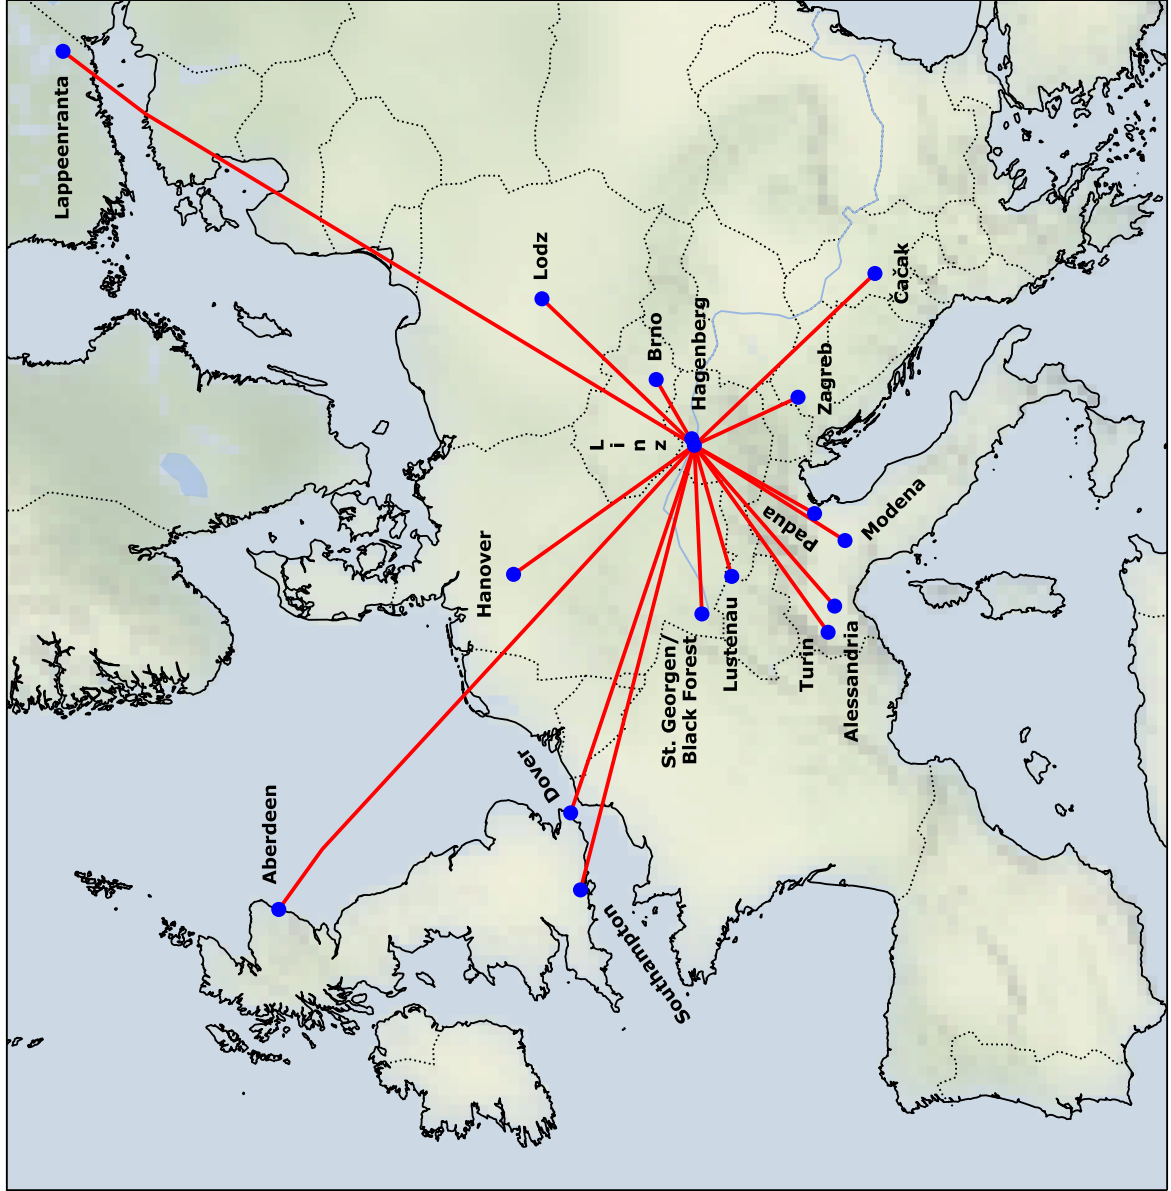 Lappeenranta
Aberdeen
Lodz
Hanover
Brno
Hagenberg
Linz
Dover
Southampton
St. Georgen/
Black Forest
Lustenau
Zagreb
Čačak
Padua
Modena
Turin
Alessandria